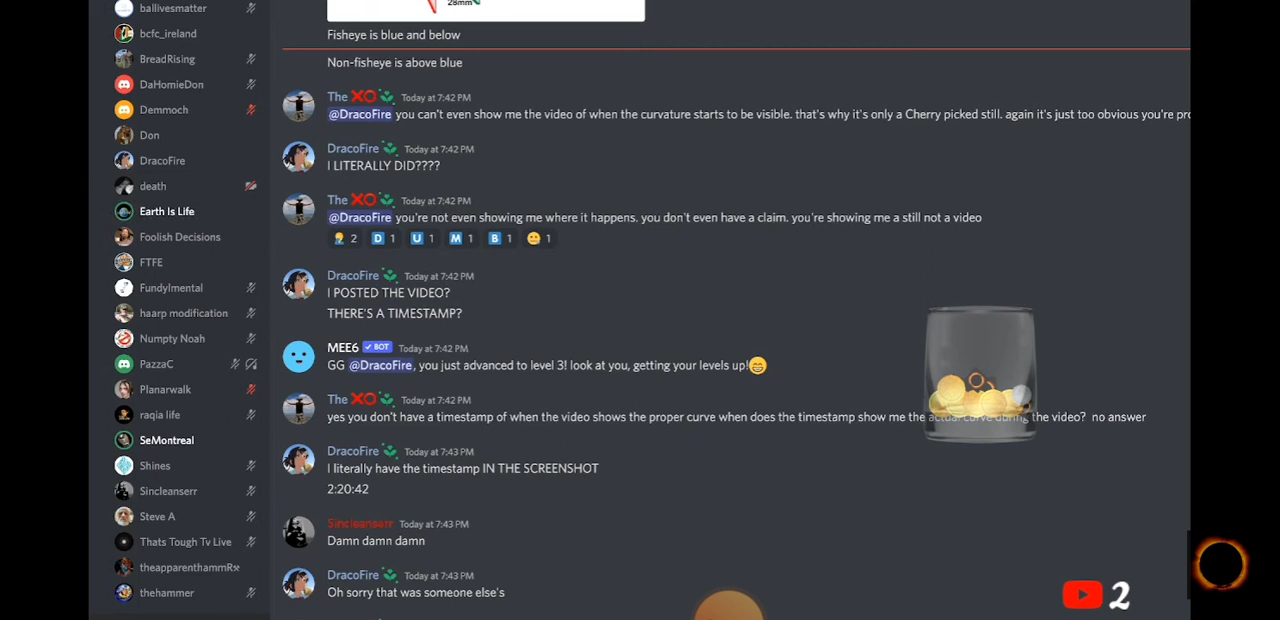 28mm
Fisheye is blue and below
Non-fisheye is above blue
The ❌⭕ Today at 7:42 PM
@DracoFire you can't even show me the video of when the curvature starts to be visible. that's why it's only a Cherry picked still. again it's just too obvious you're
DracoFire Today at 7:42 PM
I LITERALLY DID????
The ❌⭕ Today at 7:42 PM
@DracoFire you're not even showing me where it happens. you don't even have a claim. you're showing me a still not a video
2 D 1 U 1 M 1 B 1 1
DracoFire Today at 7:42 PM
I POSTED THE VIDEO?
THERE'S A TIMESTAMP?
MEE6 ✓ BOT Today at 7:42 PM
GG @DracoFire, you just advanced to level 3! look at you, getting your levels up!😁
The ❌⭕ Today at 7:42 PM
yes you don't have a timestamp of when the video shows the proper curve when does the timestamp show me the actual curve during the video? no answer
DracoFire Today at 7:43 PM
I literally have the timestamp IN THE SCREENSHOT
2:20:42
Sincleanserr Today at 7:43 PM
Damn damn damn
DracoFire Today at 7:43 PM
Oh sorry that was someone else's
ballivesmatter
bcfc_ireland
BreadRising
DaHomieDon
Demmoch
Don
DracoFire
death
Earth Is Life
Foolish Decisions
FTFE
Fundylmental
haarp modification
Numpty Noah
PazzaC
Planarwalk
raqia life
SeMontreal
Shines
Sincleanserr
Steve A
Thats Tough Tv Live
theapparenthammR
thehammer
2